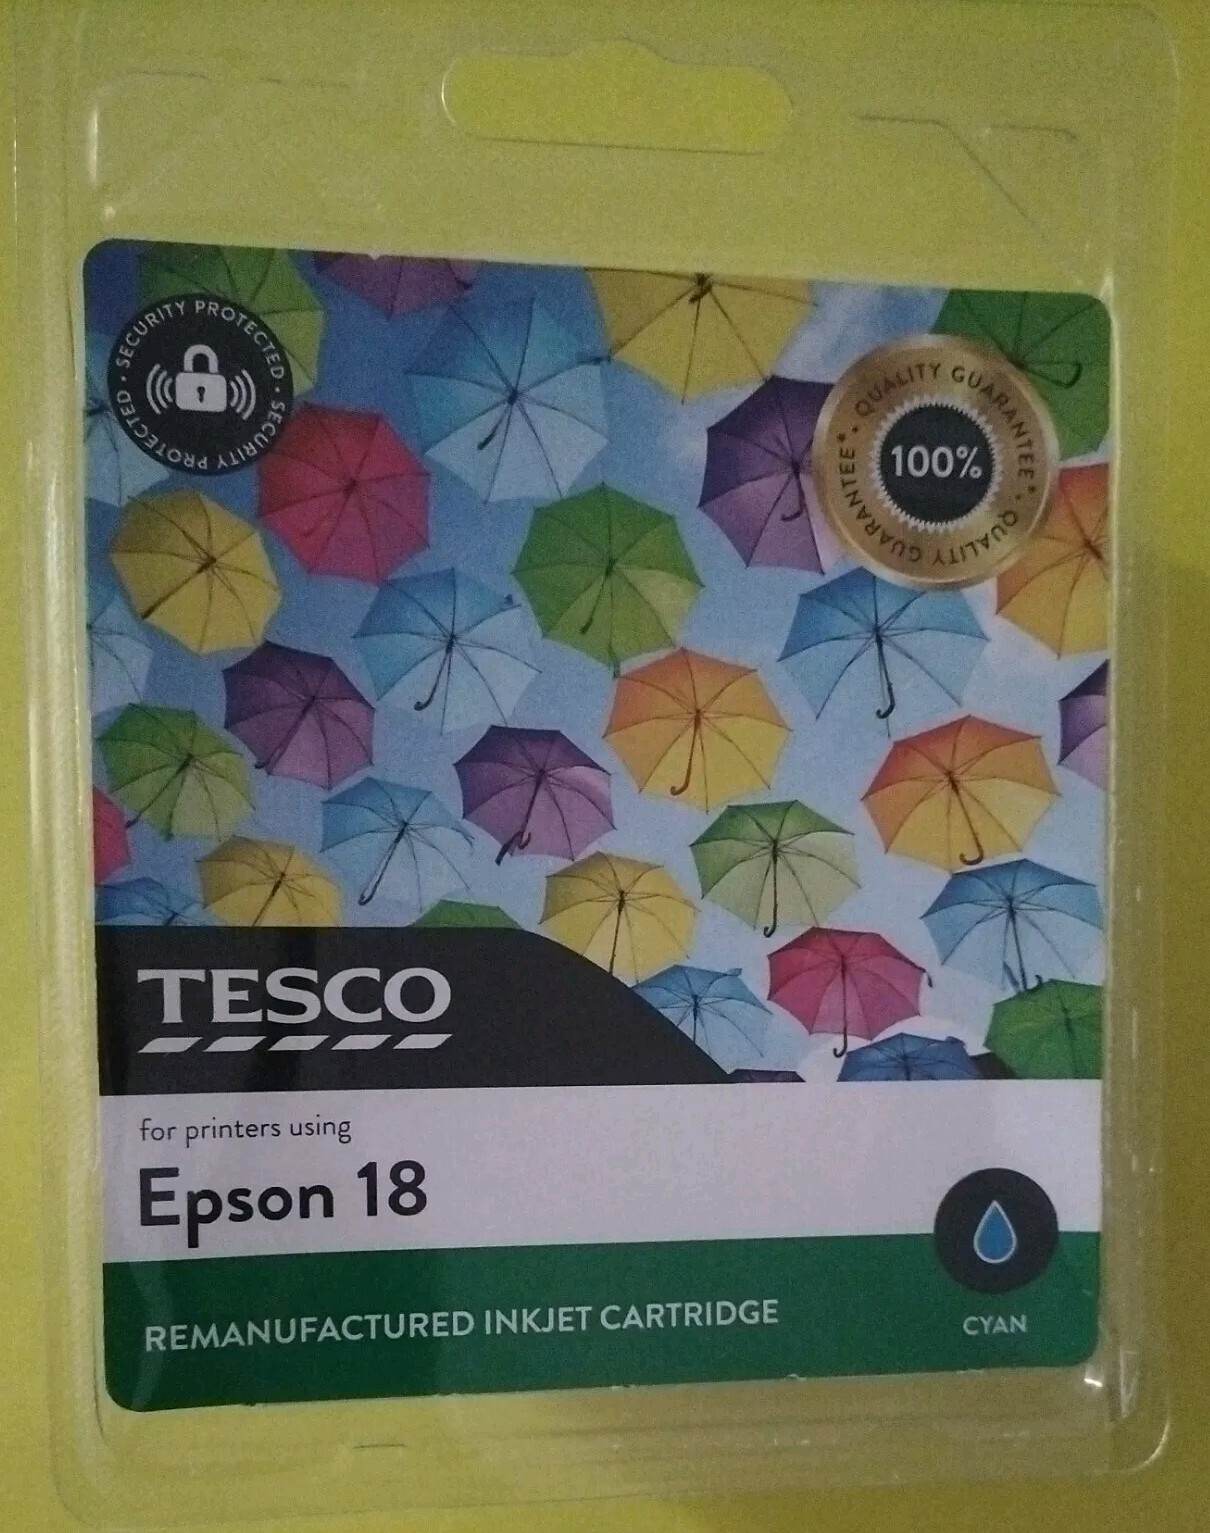 SECURITY PROTECTED · SECURITY PROTECTED ·
QUALITY GUARANTEE* · QUALITY GUARANTEE* ·
100%
TESCO
for printers using
Epson 18
REMANUFACTURED INKJET CARTRIDGE
CYAN